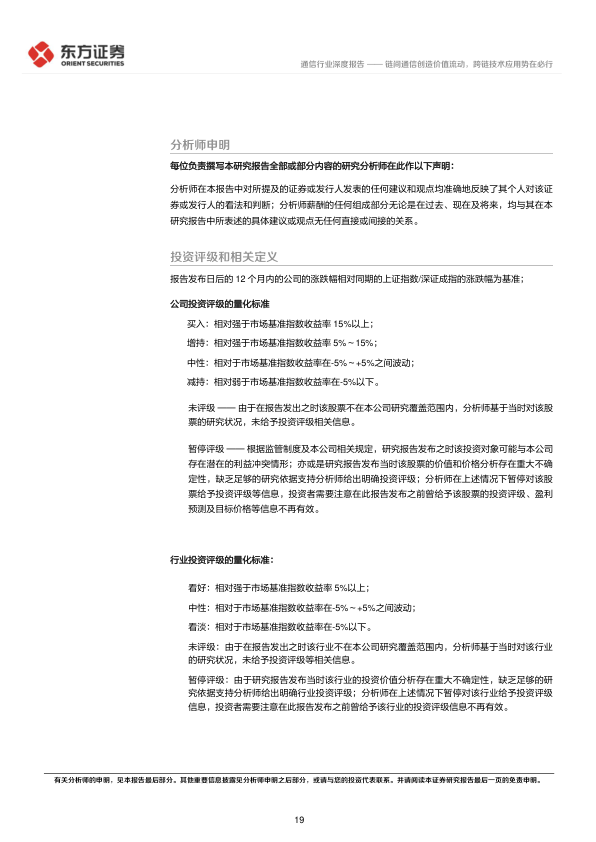 东方证券
ORIENT SECURITIES
通信行业深度报告 —— 链间通信创造价值流动，跨链技术应用势在必行
分析师申明
每位负责撰写本研究报告全部或部分内容的研究分析师在此作以下声明：
分析师在本报告中对所提及的证券或发行人发表的任何建议和观点均准确地反映了其个人对该证
券或发行人的看法和判断；分析师薪酬的任何组成部分无论是在过去、现在及将来，均与其在本
研究报告中所表述的具体建议或观点无任何直接或间接的关系。
投资评级和相关定义
报告发布日后的 12 个月内的公司的涨跌幅相对同期的上证指数/深证成指的涨跌幅为基准；
公司投资评级的量化标准
买入：相对强于市场基准指数收益率 15%以上；
增持：相对强于市场基准指数收益率 5%～15%；
中性：相对于市场基准指数收益率在-5%～+5%之间波动；
减持：相对弱于市场基准指数收益率在-5%以下。
未评级 —— 由于在报告发出之时该股票不在本公司研究覆盖范围内，分析师基于当时对该股
票的研究状况，未给予投资评级相关信息。
暂停评级 —— 根据监管制度及本公司相关规定，研究报告发布之时该投资对象可能与本公司
存在潜在的利益冲突情形；亦或是研究报告发布当时该股票的价值和价格分析存在重大不确
定性，缺乏足够的研究依据支持分析师给出明确投资评级；分析师在上述情况下暂停对该股
票给予投资评级等信息，投资者需要注意在此报告发布之前曾给予该股票的投资评级、盈利
预测及目标价格等信息不再有效。
行业投资评级的量化标准：
看好：相对强于市场基准指数收益率 5%以上；
中性：相对于市场基准指数收益率在-5%～+5%之间波动；
看淡：相对于市场基准指数收益率在-5%以下。
未评级：由于在报告发出之时该行业不在本公司研究覆盖范围内，分析师基于当时对该行业
的研究状况，未给予投资评级等相关信息。
暂停评级：由于研究报告发布当时该行业的投资价值分析存在重大不确定性，缺乏足够的研
究依据支持分析师给出明确行业投资评级；分析师在上述情况下暂停对该行业给予投资评级
信息，投资者需要注意在此报告发布之前曾给予该行业的投资评级信息不再有效。
有关分析师的申明，见本报告最后部分。其他重要信息披露见分析师申明之后部分，或请与您的投资代表联系。并请阅读本证券研究报告最后一页的免责申明。
19